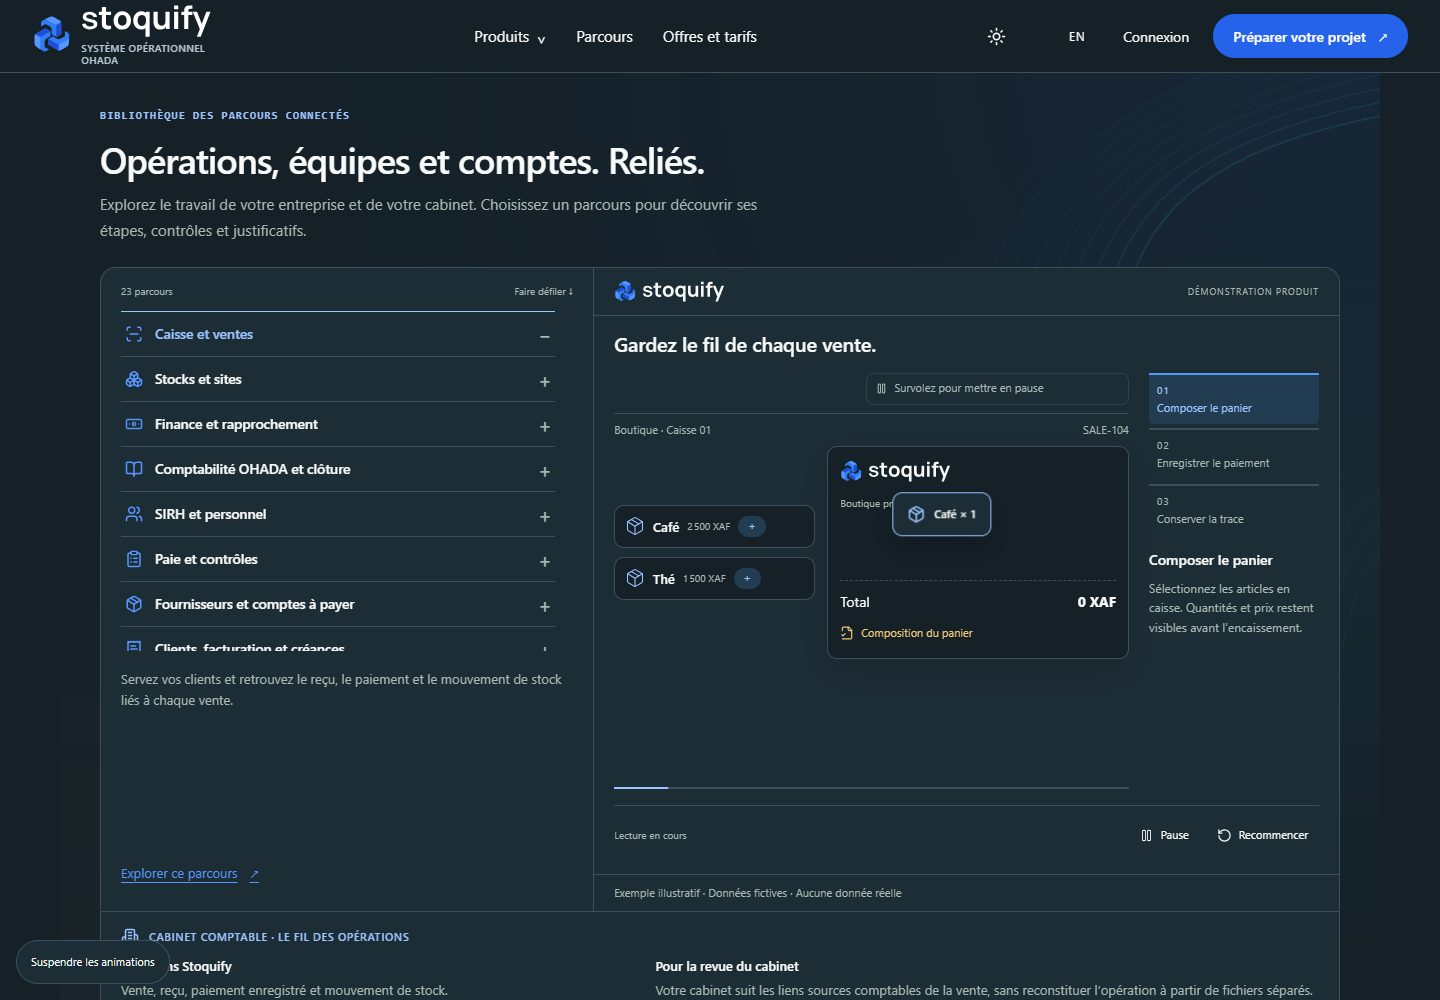 stoquify
SYSTÈME OPÉRATIONNEL
OHADA
Produits
Parcours
Offres et tarifs
EN
Connexion
Préparer votre projet ↗
BIBLIOTHÈQUE DES PARCOURS CONNECTÉS
Opérations, équipes et comptes. Reliés.
Explorez le travail de votre entreprise et de votre cabinet. Choisissez un parcours pour découvrir ses
étapes, contrôles et justificatifs.
23 parcours
Faire défiler ↓
Caisse et ventes −
Stocks et sites +
Finance et rapprochement +
Comptabilité OHADA et clôture +
SIRH et personnel +
Paie et contrôles +
Fournisseurs et comptes à payer +
Clients, facturation et créances
Servez vos clients et retrouvez le reçu, le paiement et le mouvement de stock
liés à chaque vente.
Explorer ce parcours ↗
stoquify
DÉMONSTRATION PRODUIT
Gardez le fil de chaque vente.
Survolez pour mettre en pause
Boutique · Caisse 01
SALE-104
Café 2 500 XAF +
Thé 1 500 XAF +
stoquify
Boutique
Café × 1
Total 0 XAF
Composition du panier
01
Composer le panier
02
Enregistrer le paiement
03
Conserver la trace
Composer le panier
Sélectionnez les articles en
caisse. Quantités et prix restent
visibles avant l’encaissement.
Lecture en cours
Pause
Recommencer
Exemple illustratif · Données fictives · Aucune donnée réelle
CABINET COMPTABLE · LE FIL DES OPÉRATIONS
Stoquify
Vente, reçu, paiement enregistré et mouvement de stock.
Pour la revue du cabinet
Votre cabinet suit les liens sources comptables de la vente, sans reconstituer l’opération à partir de fichiers séparés.
Suspendre les animations